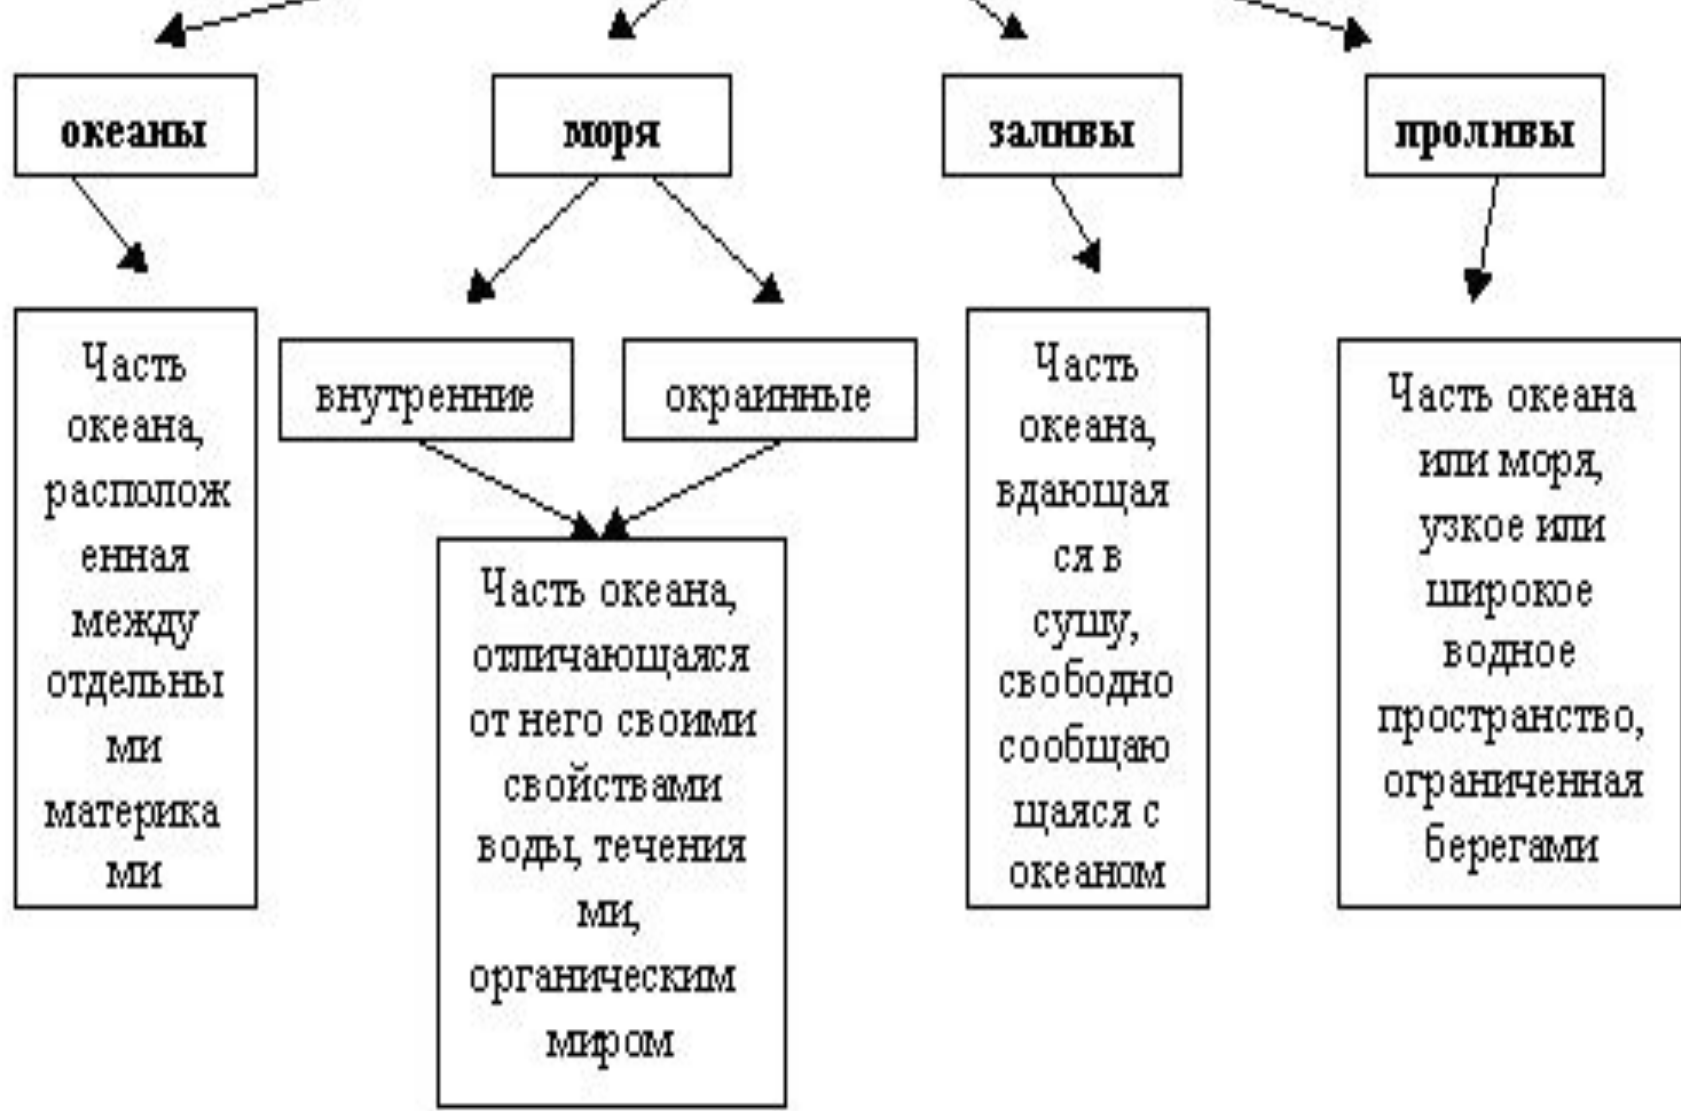 океаны
моря
заливы
проливы
Часть
океана,
располож
енная
между
отдельны
ми
материка
ми
внутренние
окраинные
Часть океана,
отличающаяся
от него своими
свойствами
воды, течения
ми,
органическим
миром
Часть
океана,
вдающая
ся в
сушу,
свободно
сообщаю
щаяся с
океаном
Часть океана
или моря,
узкое или
широкое
водное
пространство,
ограниченная
берегами